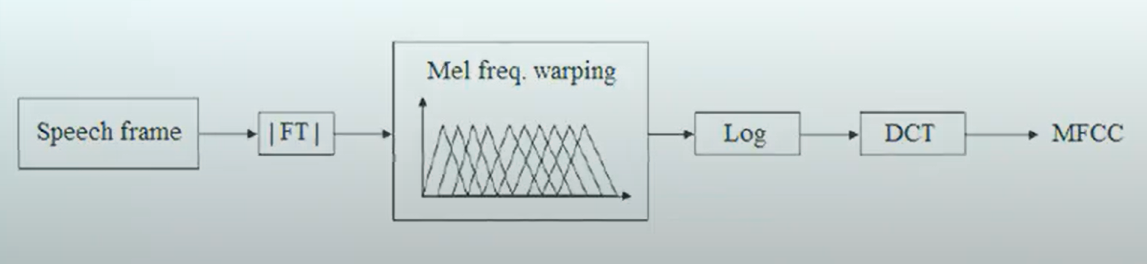 Speech frame
|FT|
Mel freq. warping
Log
DCT
MFCC